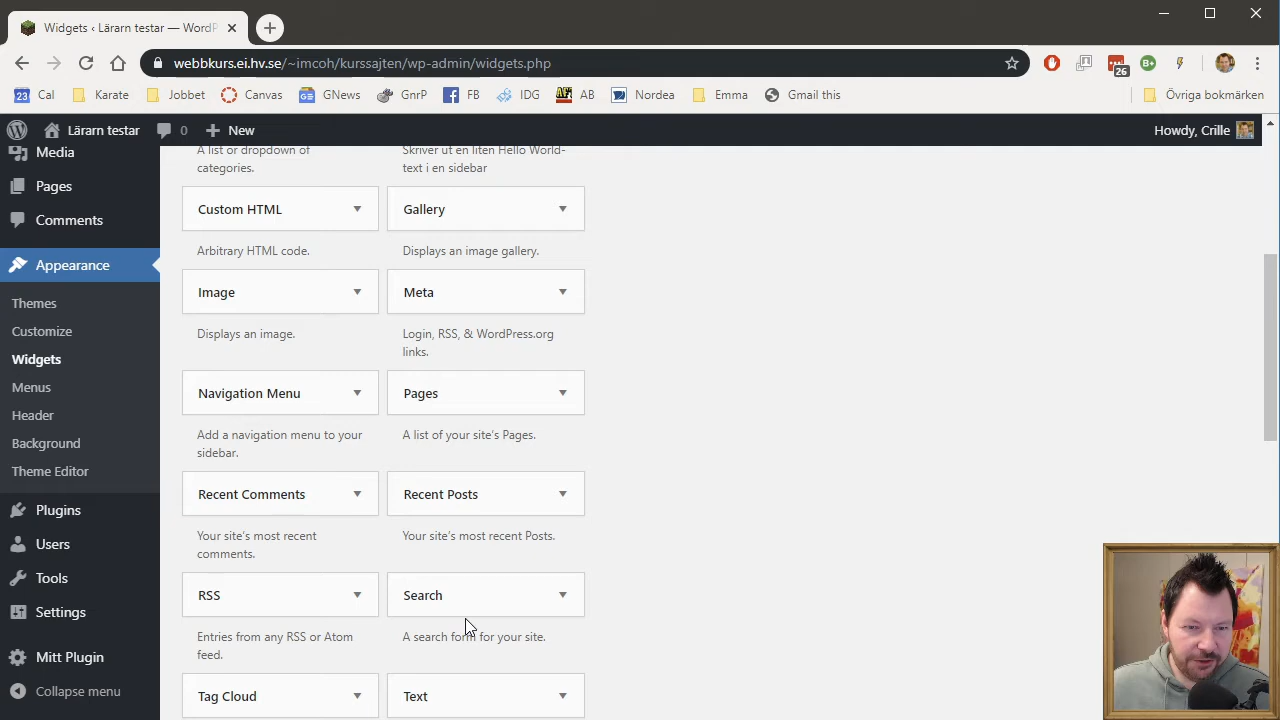 Widgets ‹ Lärarn testar — WordP
webbkurs.ei.hv.se/~imcoh/kurssajten/wp-admin/widgets.php
26
23 Cal
Karate
Jobbet
Canvas
GNews
GnrP
FB
IDG
AB
Nordea
Emma
Gmail this
Övriga bokmärken
Lärarn testar
0
New
Howdy, Crille
Media
Pages
Comments
Appearance
Themes
Customize
Widgets
Menus
Header
Background
Theme Editor
Plugins
Users
Tools
Settings
Mitt Plugin
Collapse menu
A list or dropdown of
categories.
Skriver ut en liten Hello World-
text i en sidebar
Custom HTML
Gallery
Arbitrary HTML code.
Displays an image gallery.
Image
Meta
Displays an image.
Login, RSS, & WordPress.org
links.
Navigation Menu
Pages
Add a navigation menu to your
sidebar.
A list of your site's Pages.
Recent Comments
Recent Posts
Your site's most recent
comments.
Your site's most recent Posts.
RSS
Search
Entries from any RSS or Atom
feed.
A search form for your site.
Tag Cloud
Text